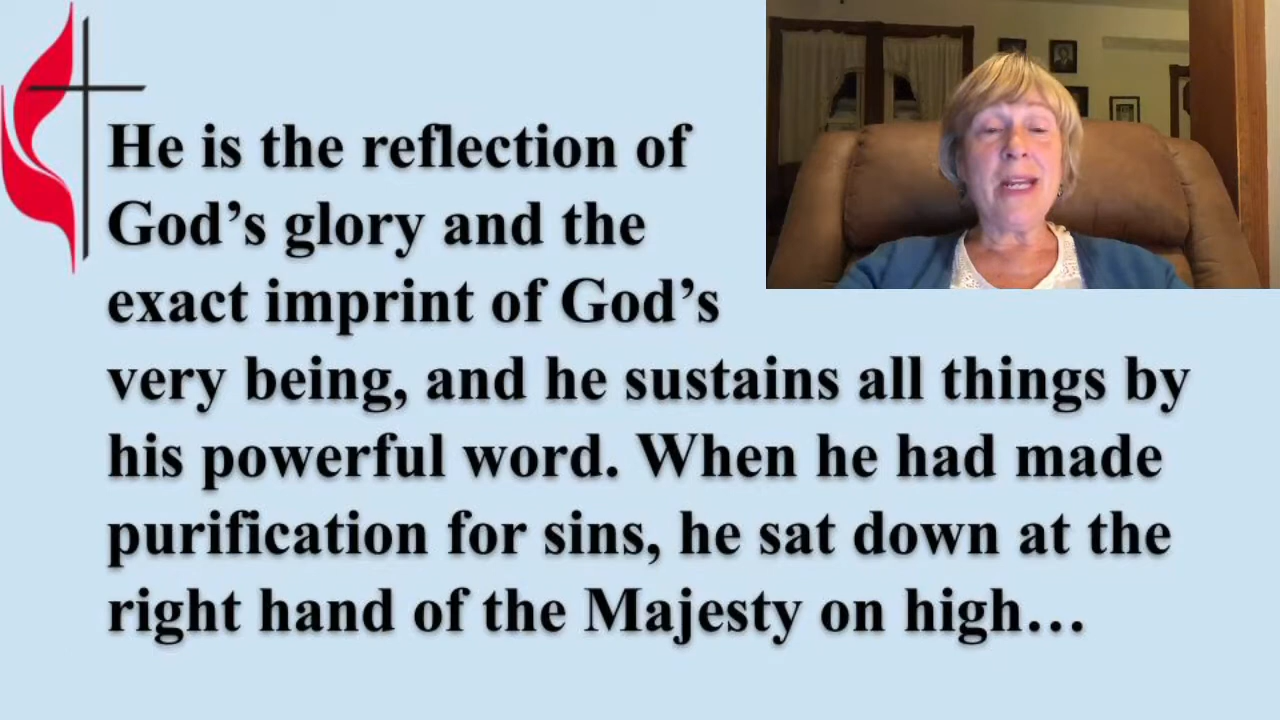 He is the reflection of
God’s glory and the
exact imprint of God’s
very being, and he sustains all things by
his powerful word. When he had made
purification for sins, he sat down at the
right hand of the Majesty on high…